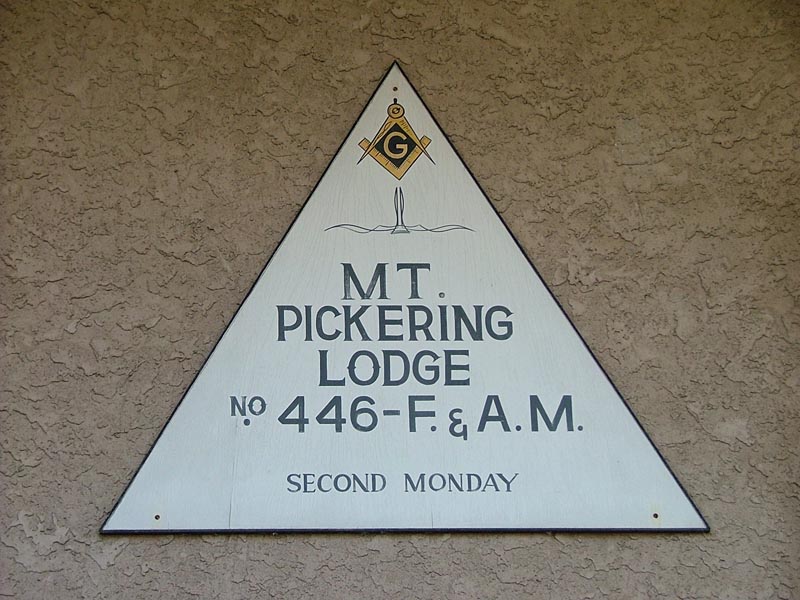 G
MT.
PICKERING
LODGE
NO. 446-F. & A.M.
SECOND MONDAY